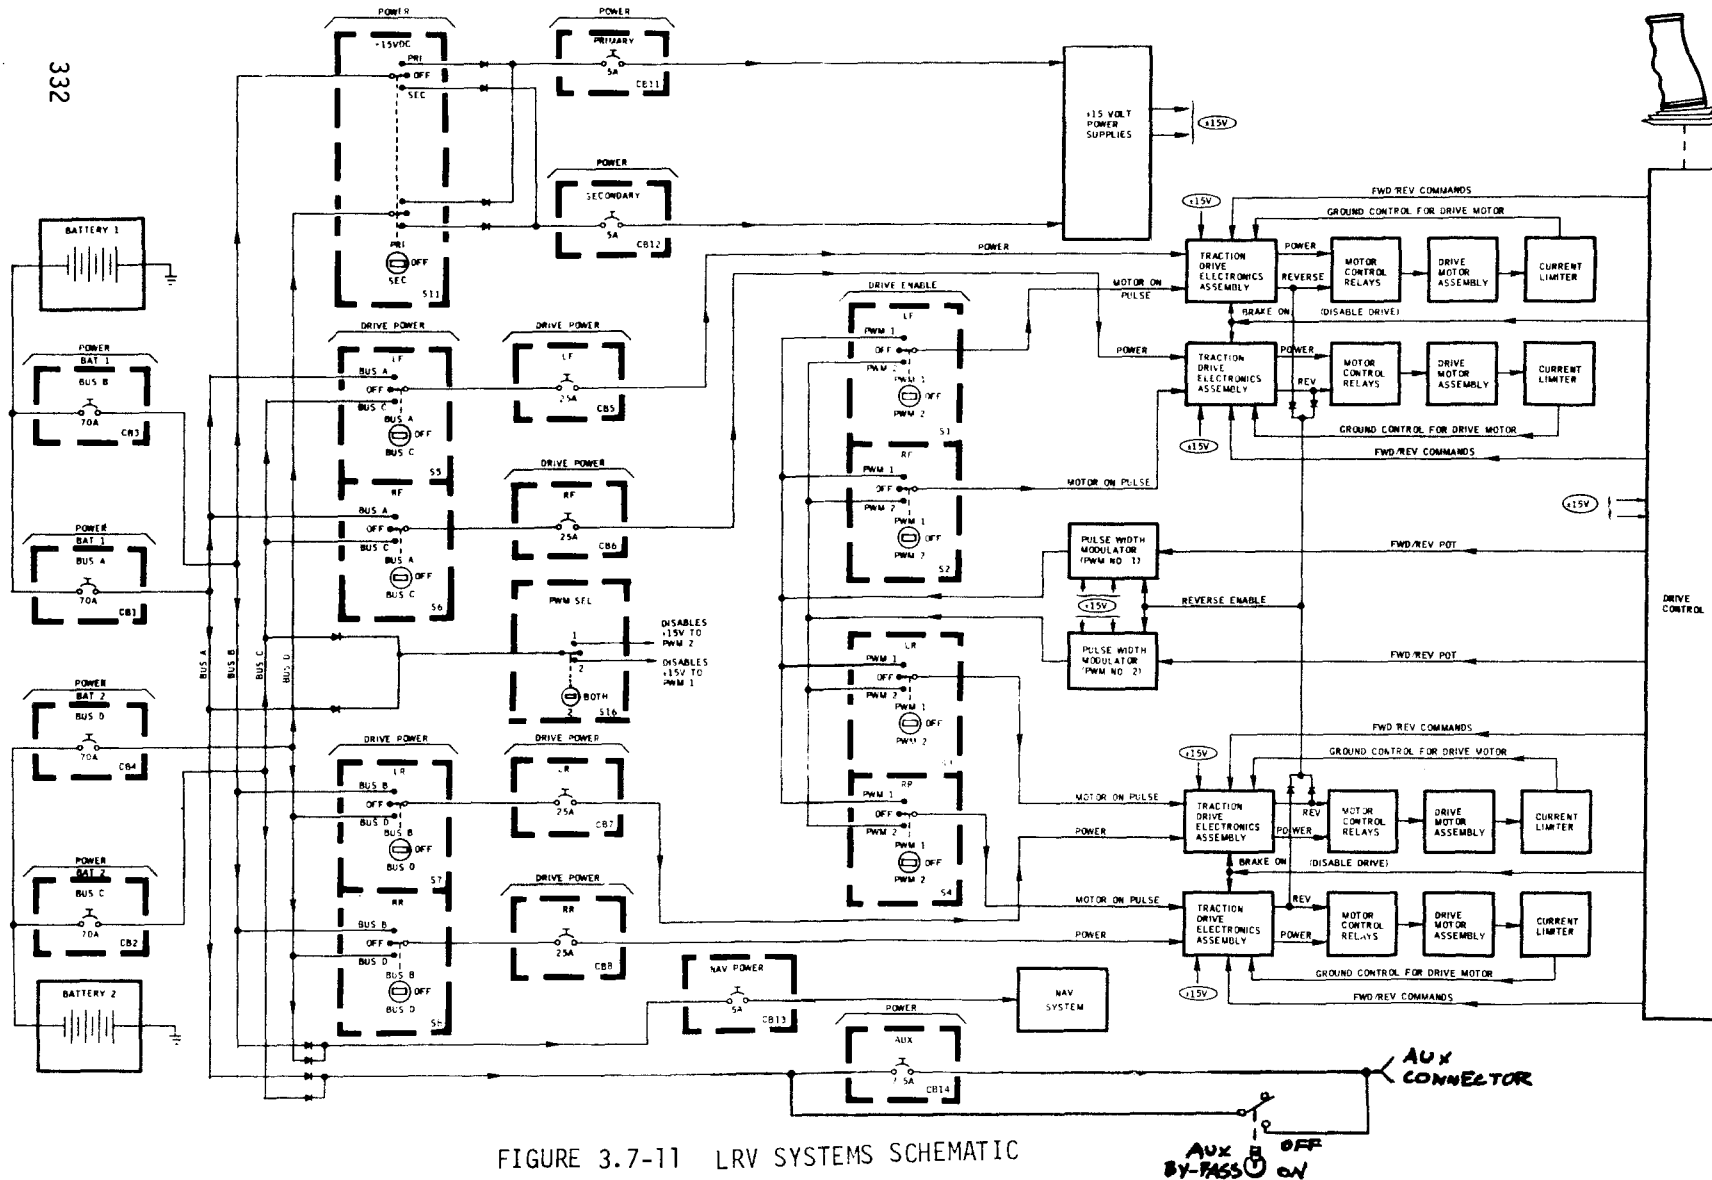 332
POWER
-15VDC
PRI
OFF
SEC
PRI
OFF
SEC
S11
POWER
PRIMARY
5A
CB11
POWER
SECONDARY
5A
CB12
±15 VOLT
POWER
SUPPLIES
±15V
BATTERY 1
POWER
BAT 1
BUS B
70A
CB3
POWER
BAT 1
BUS A
70A
CB1
POWER
BAT 2
BUS D
70A
CB4
POWER
BAT 2
BUS C
70A
CB2
BATTERY 2
BUS A
BUS B
BUS C
BUS D
DRIVE POWER
LF
BUS A
OFF
BUS C
BUS A
OFF
BUS C
S5
RF
BUS A
OFF
BUS C
BUS A
OFF
BUS C
S6
DRIVE POWER
LF
25A
CB5
DRIVE POWER
RF
25A
CB6
PWM SEL
1
2
BOTH
2
S16
DISABLES
±15V TO
PWM 2
DISABLES
±15V TO
PWM 1
DRIVE POWER
LR
BUS B
OFF
BUS D
BUS B
OFF
BUS D
S7
RR
BUS B
OFF
BUS D
BUS B
OFF
BUS D
DRIVE POWER
LR
25A
CB7
DRIVE POWER
RR
25A
CB8
NAV POWER
5A
CB13
NAV
SYSTEM
POWER
AUX
7.5A
CB14
DRIVE ENABLE
LF
PWM 1
OFF
PWM 2
PWM 1
OFF
PWM 2
S1
RF
PWM 1
OFF
PWM 2
PWM 1
OFF
PWM 2
S2
LR
PWM 1
OFF
PWM 2
PWM 1
OFF
PWM 2
RR
PWM 1
OFF
PWM 2
PWM 1
OFF
PWM 2
S4
POWER
MOTOR ON
PULSE
POWER
MOTOR ON PULSE
PULSE WIDTH
MODULATOR
(PWM NO. 1)
±15V
PULSE WIDTH
MODULATOR
(PWM NO. 2)
FWD/REV POT
REVERSE ENABLE
FWD/REV POT
FWD/REV COMMANDS
GROUND CONTROL FOR DRIVE MOTOR
±15V
TRACTION
DRIVE
ELECTRONICS
ASSEMBLY
POWER
REVERSE
MOTOR
CONTROL
RELAYS
DRIVE
MOTOR
ASSEMBLY
CURRENT
LIMITER
BRAKE ON
(DISABLE DRIVE)
TRACTION
DRIVE
ELECTRONICS
ASSEMBLY
POWER
REV
MOTOR
CONTROL
RELAYS
DRIVE
MOTOR
ASSEMBLY
CURRENT
LIMITER
±15V
GROUND CONTROL FOR DRIVE MOTOR
FWD/REV COMMANDS
±15V
DRIVE
CONTROL
FWD/REV COMMANDS
GROUND CONTROL FOR DRIVE MOTOR
±15V
MOTOR ON PULSE
POWER
TRACTION
DRIVE
ELECTRONICS
ASSEMBLY
REV
POWER
MOTOR
CONTROL
RELAYS
DRIVE
MOTOR
ASSEMBLY
CURRENT
LIMITER
BRAKE ON
(DISABLE DRIVE)
MOTOR ON PULSE
POWER
TRACTION
DRIVE
ELECTRONICS
ASSEMBLY
REV
POWER
MOTOR
CONTROL
RELAYS
DRIVE
MOTOR
ASSEMBLY
CURRENT
LIMITER
±15V
GROUND CONTROL FOR DRIVE MOTOR
FWD/REV COMMANDS
AUX
CONNECTOR
AUX
BY-PASS
OFF
ON
FIGURE 3.7-11 LRV SYSTEMS SCHEMATIC